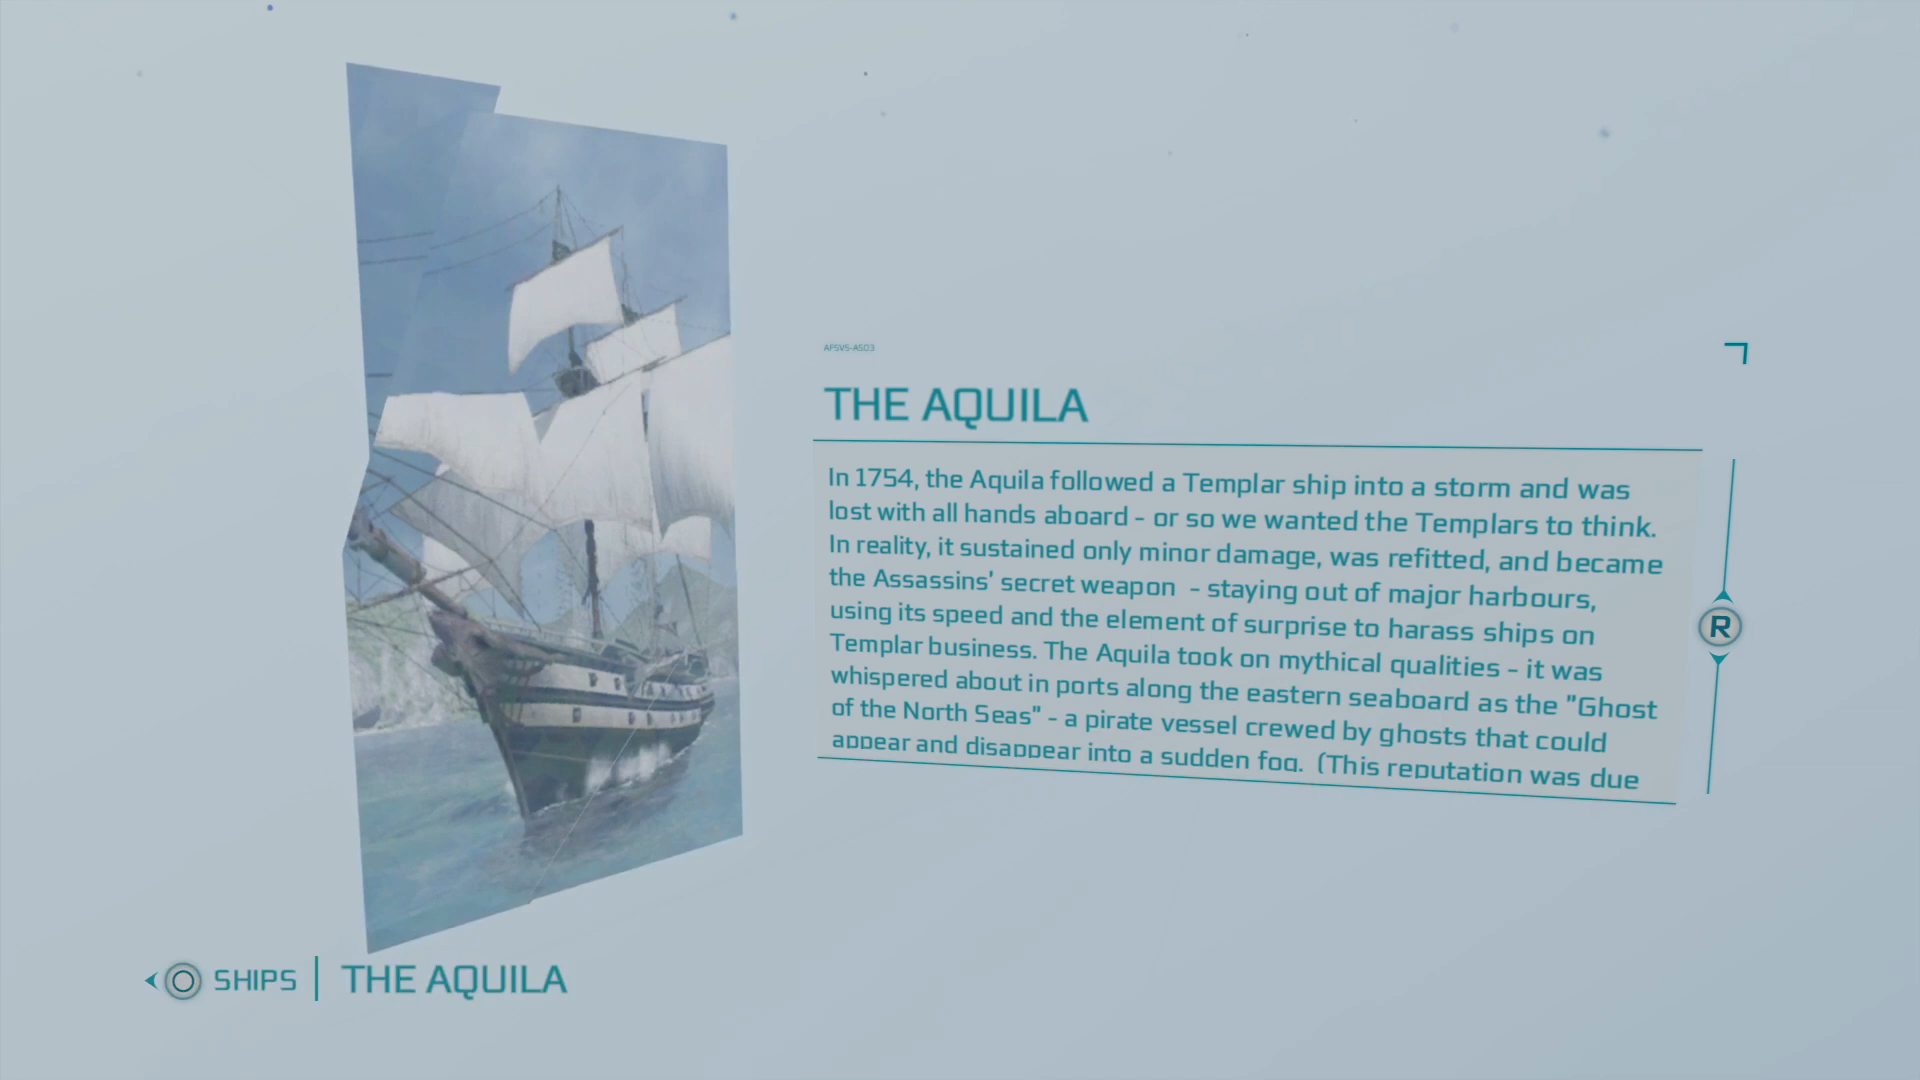 AFSVS-AS03
THE AQUILA
In 1754, the Aquila followed a Templar ship into a storm and was
lost with all hands aboard - or so we wanted the Templars to think.
In reality, it sustained only minor damage, was refitted, and became
the Assassins' secret weapon - staying out of major harbours,
using its speed and the element of surprise to harass ships on
Templar business. The Aquila took on mythical qualities - it was
whispered about in ports along the eastern seaboard as the "Ghost
of the North Seas" - a pirate vessel crewed by ghosts that could
appear and disappear into a sudden fog. (This reputation was due
R
SHIPS
THE AQUILA